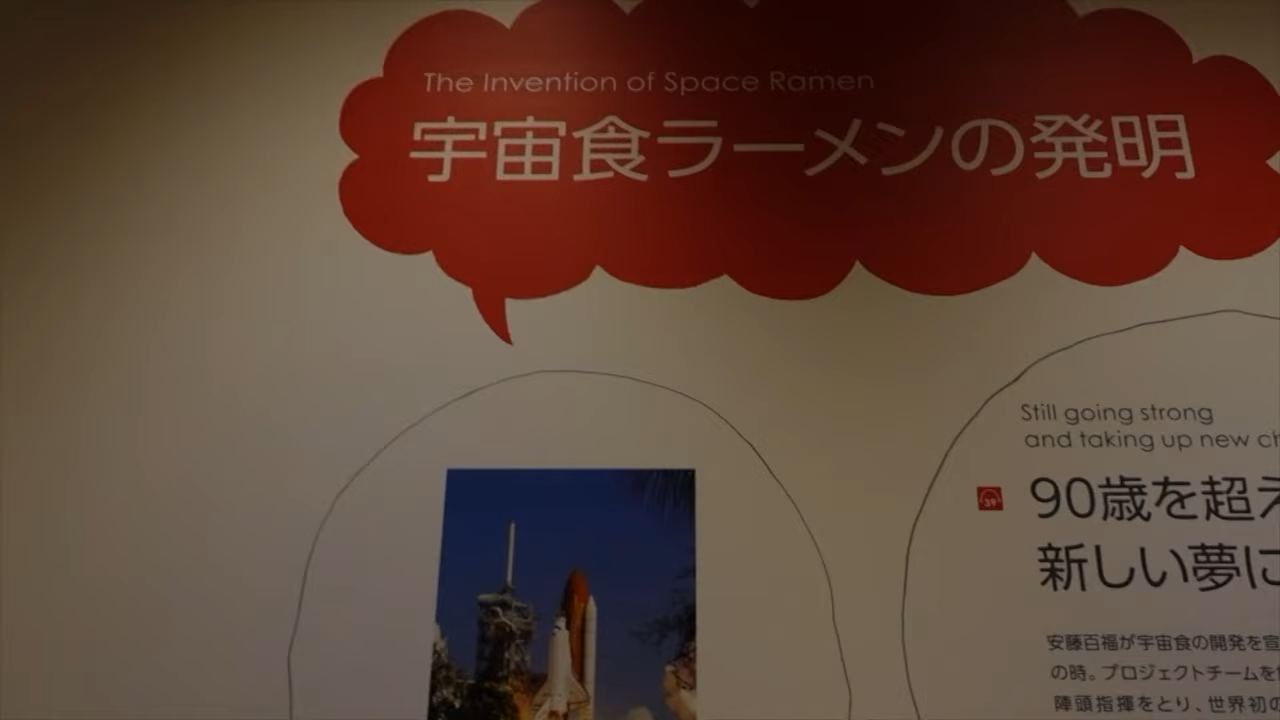 The Invention of Space Ramen
宇宙食ラーメンの発明
Still going strong
and taking up new
39
90歳を超え
新しい夢に
安藤百福が宇宙食の開発を宣
の時。プロジェクトチームを
陣頭指揮をとり、世界初の